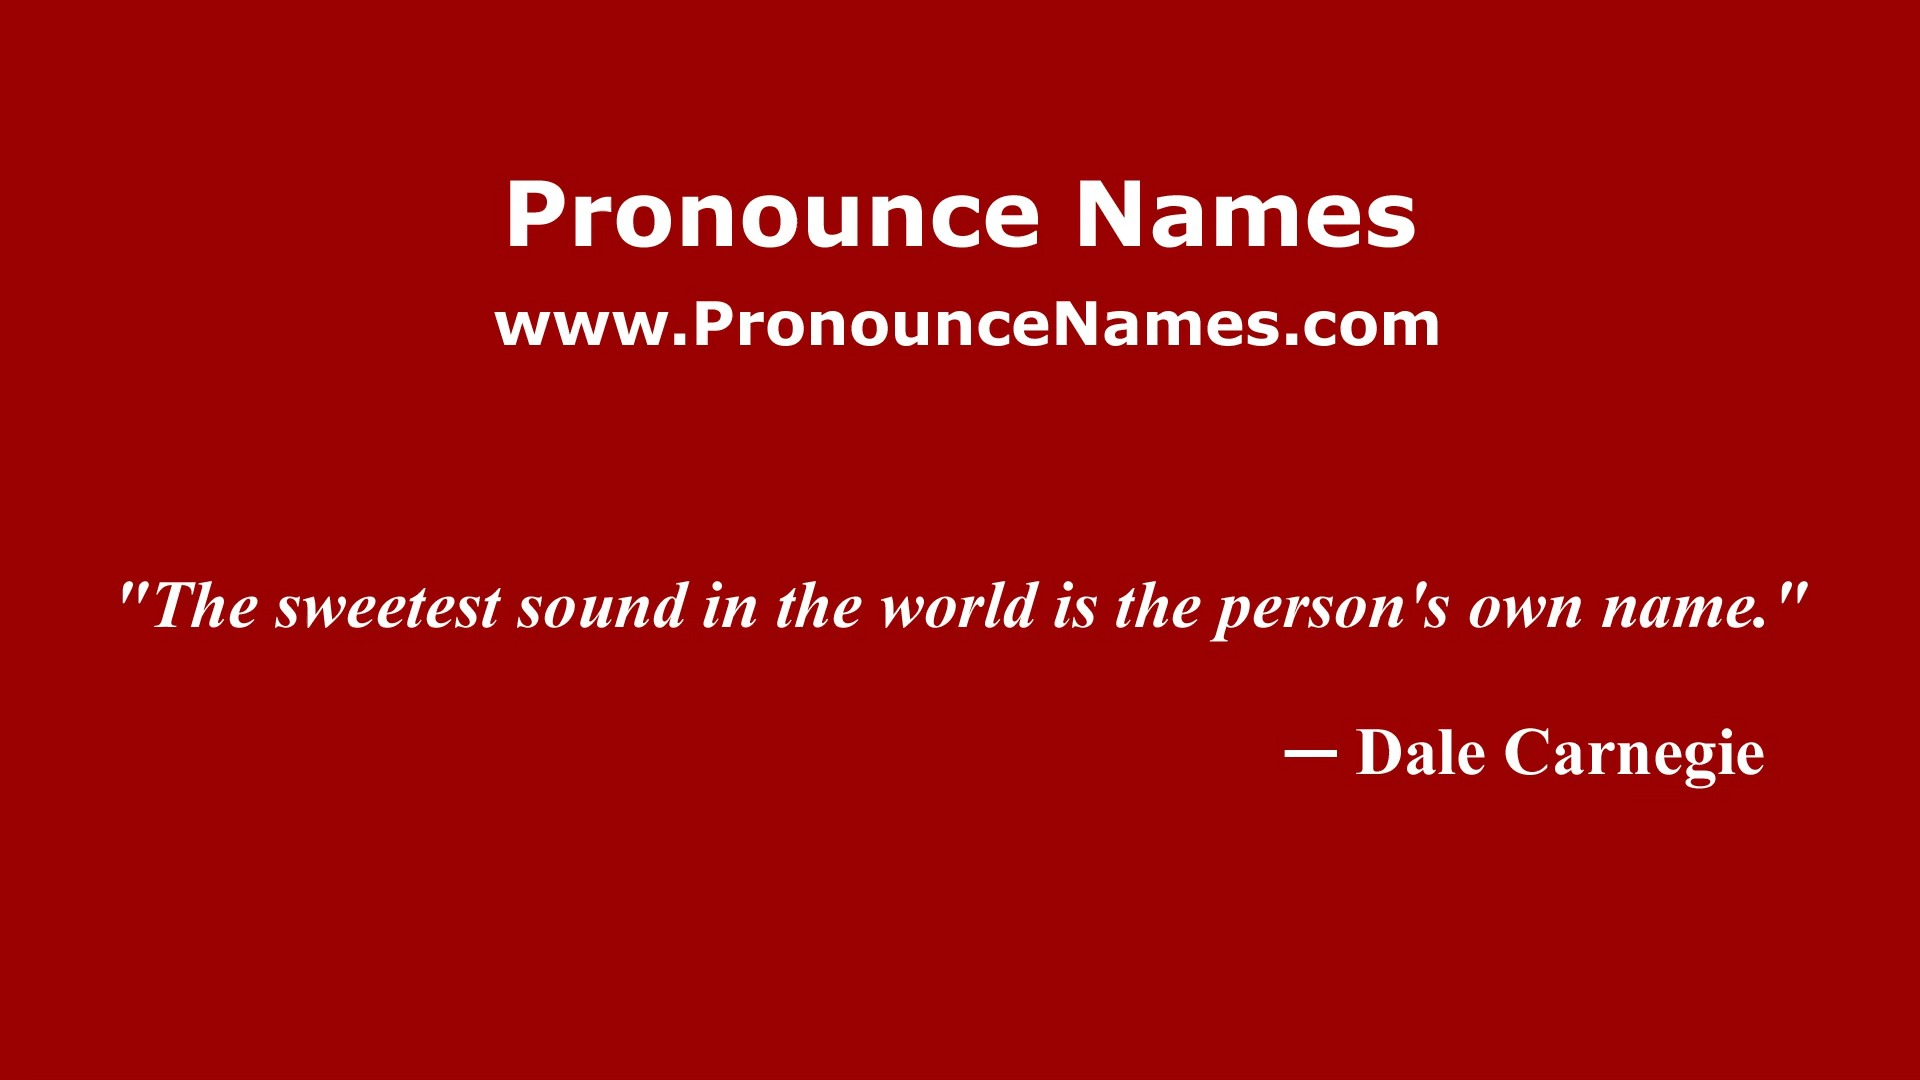 Pronounce Names
www.PronounceNames.com
"The sweetest sound in the world is the person's own name."
— Dale Carnegie